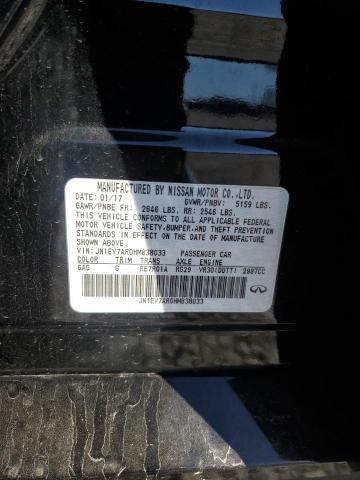 MANUFACTURED BY NISSAN MOTOR CO.,LTD.
DATE: 01/17 GVWR/PNBV: 5159 LBS.
GAWR/PNBE FR: 2646 LBS. RR: 2546 LBS.
THIS VEHICLE CONFORMS TO ALL APPLICABLE FEDERAL
MOTOR VEHICLE SAFETY,BUMPER,AND THEFT PREVENTION
STANDARDS IN EFFECT ON THE DATE OF MANUFACTURE
SHOWN ABOVE.
VIN: JN1EV7AR0HM838033 PASSENGER CAR
COLOR TRIM TRANS AXLE ENGINE
GAG G RE7R01A RG29 VR30(DDTT) 2997CC
JN1EV7AR0HM838033